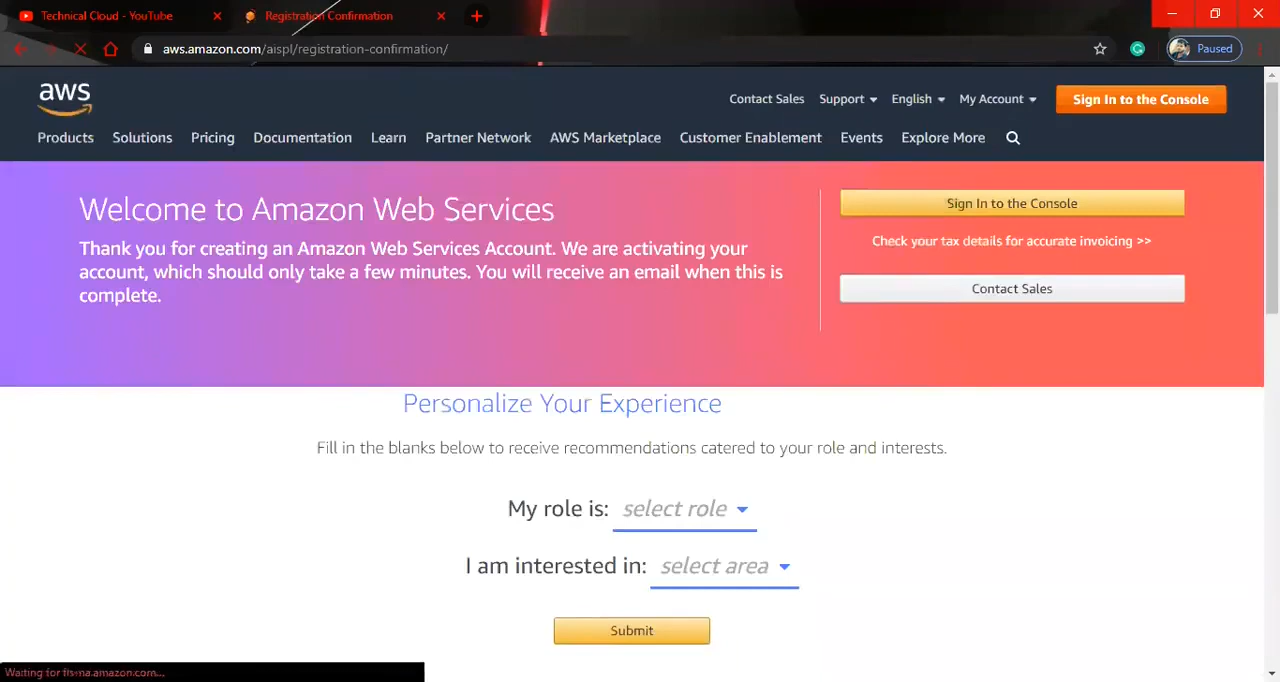 Technical Cloud - YouTube
Registration Confirmation
aws.amazon.com/aispl/registration-confirmation/
Paused
aws
Contact Sales Support English My Account Sign In to the Console
Products Solutions Pricing Documentation Learn Partner Network AWS Marketplace Customer Enablement Events Explore More
Welcome to Amazon Web Services
Thank you for creating an Amazon Web Services Account. We are activating your
account, which should only take a few minutes. You will receive an email when this is
complete.
Sign In to the Console
Check your tax details for accurate invoicing >>
Contact Sales
Personalize Your Experience
Fill in the blanks below to receive recommendations catered to your role and interests.
My role is: select role
I am interested in: select area
Submit
Waiting for fls-na.amazon.com...